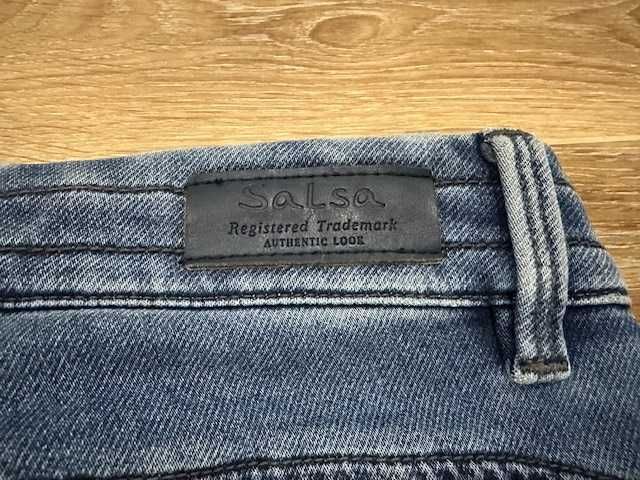 SaLsa
Registered Trademark
AUTHENTIC LOOK